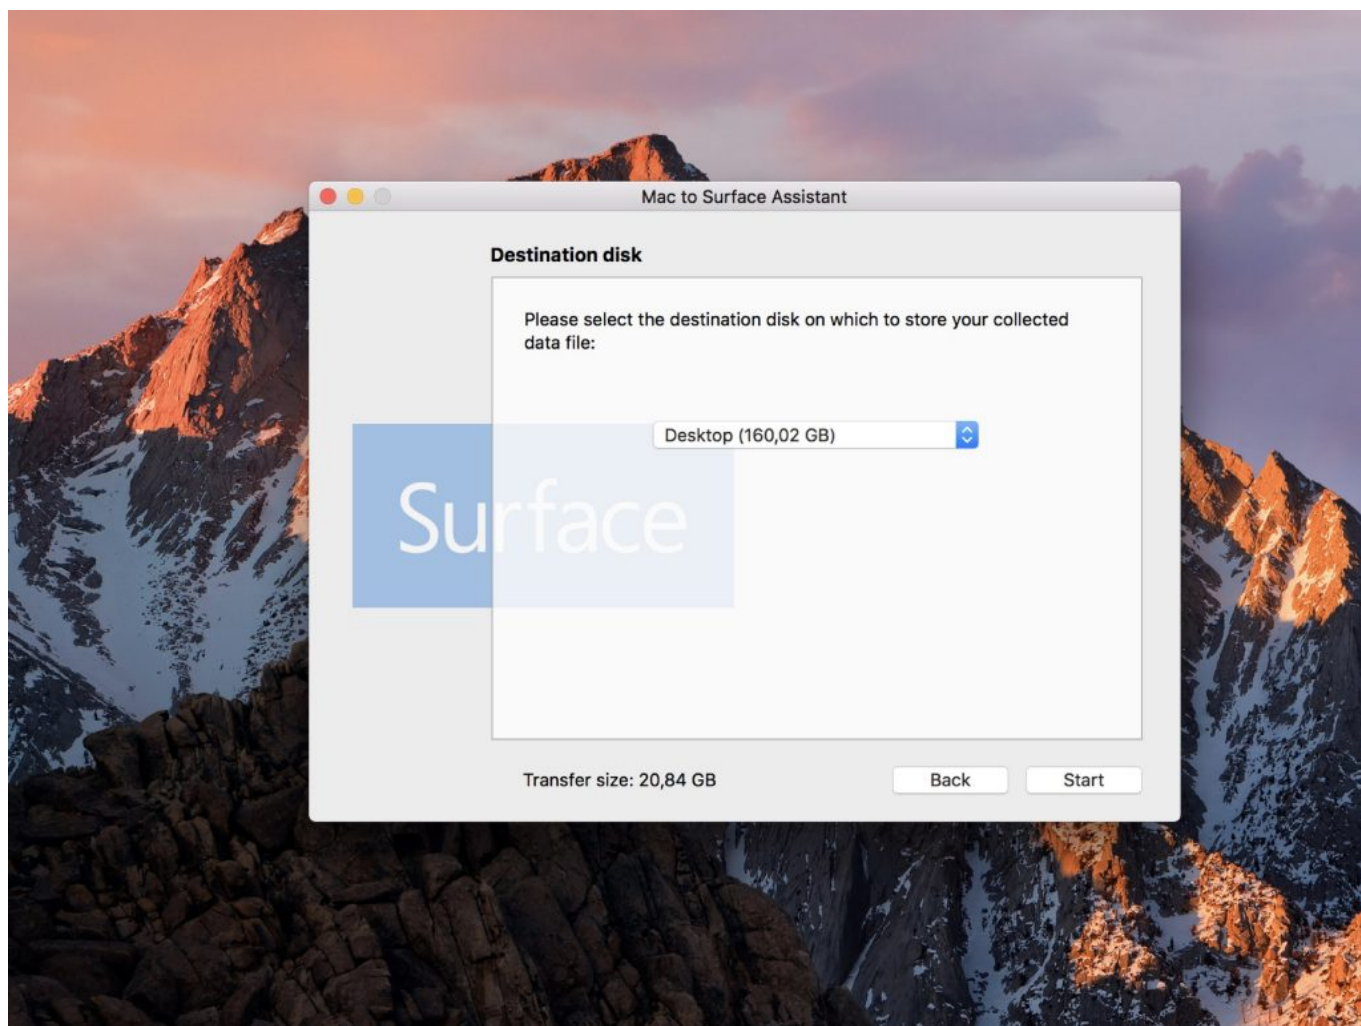 Mac to Surface Assistant
Destination disk
Please select the destination disk on which to store your collected
data file:
Desktop (160,02 GB)
Surface
Transfer size: 20,84 GB
Back
Start